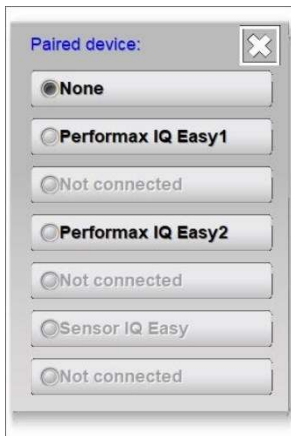 Paired device:
None
Performax IQ Easy1
Not connected
Performax IQ Easy2
Not connected
Sensor IQ Easy
Not connected